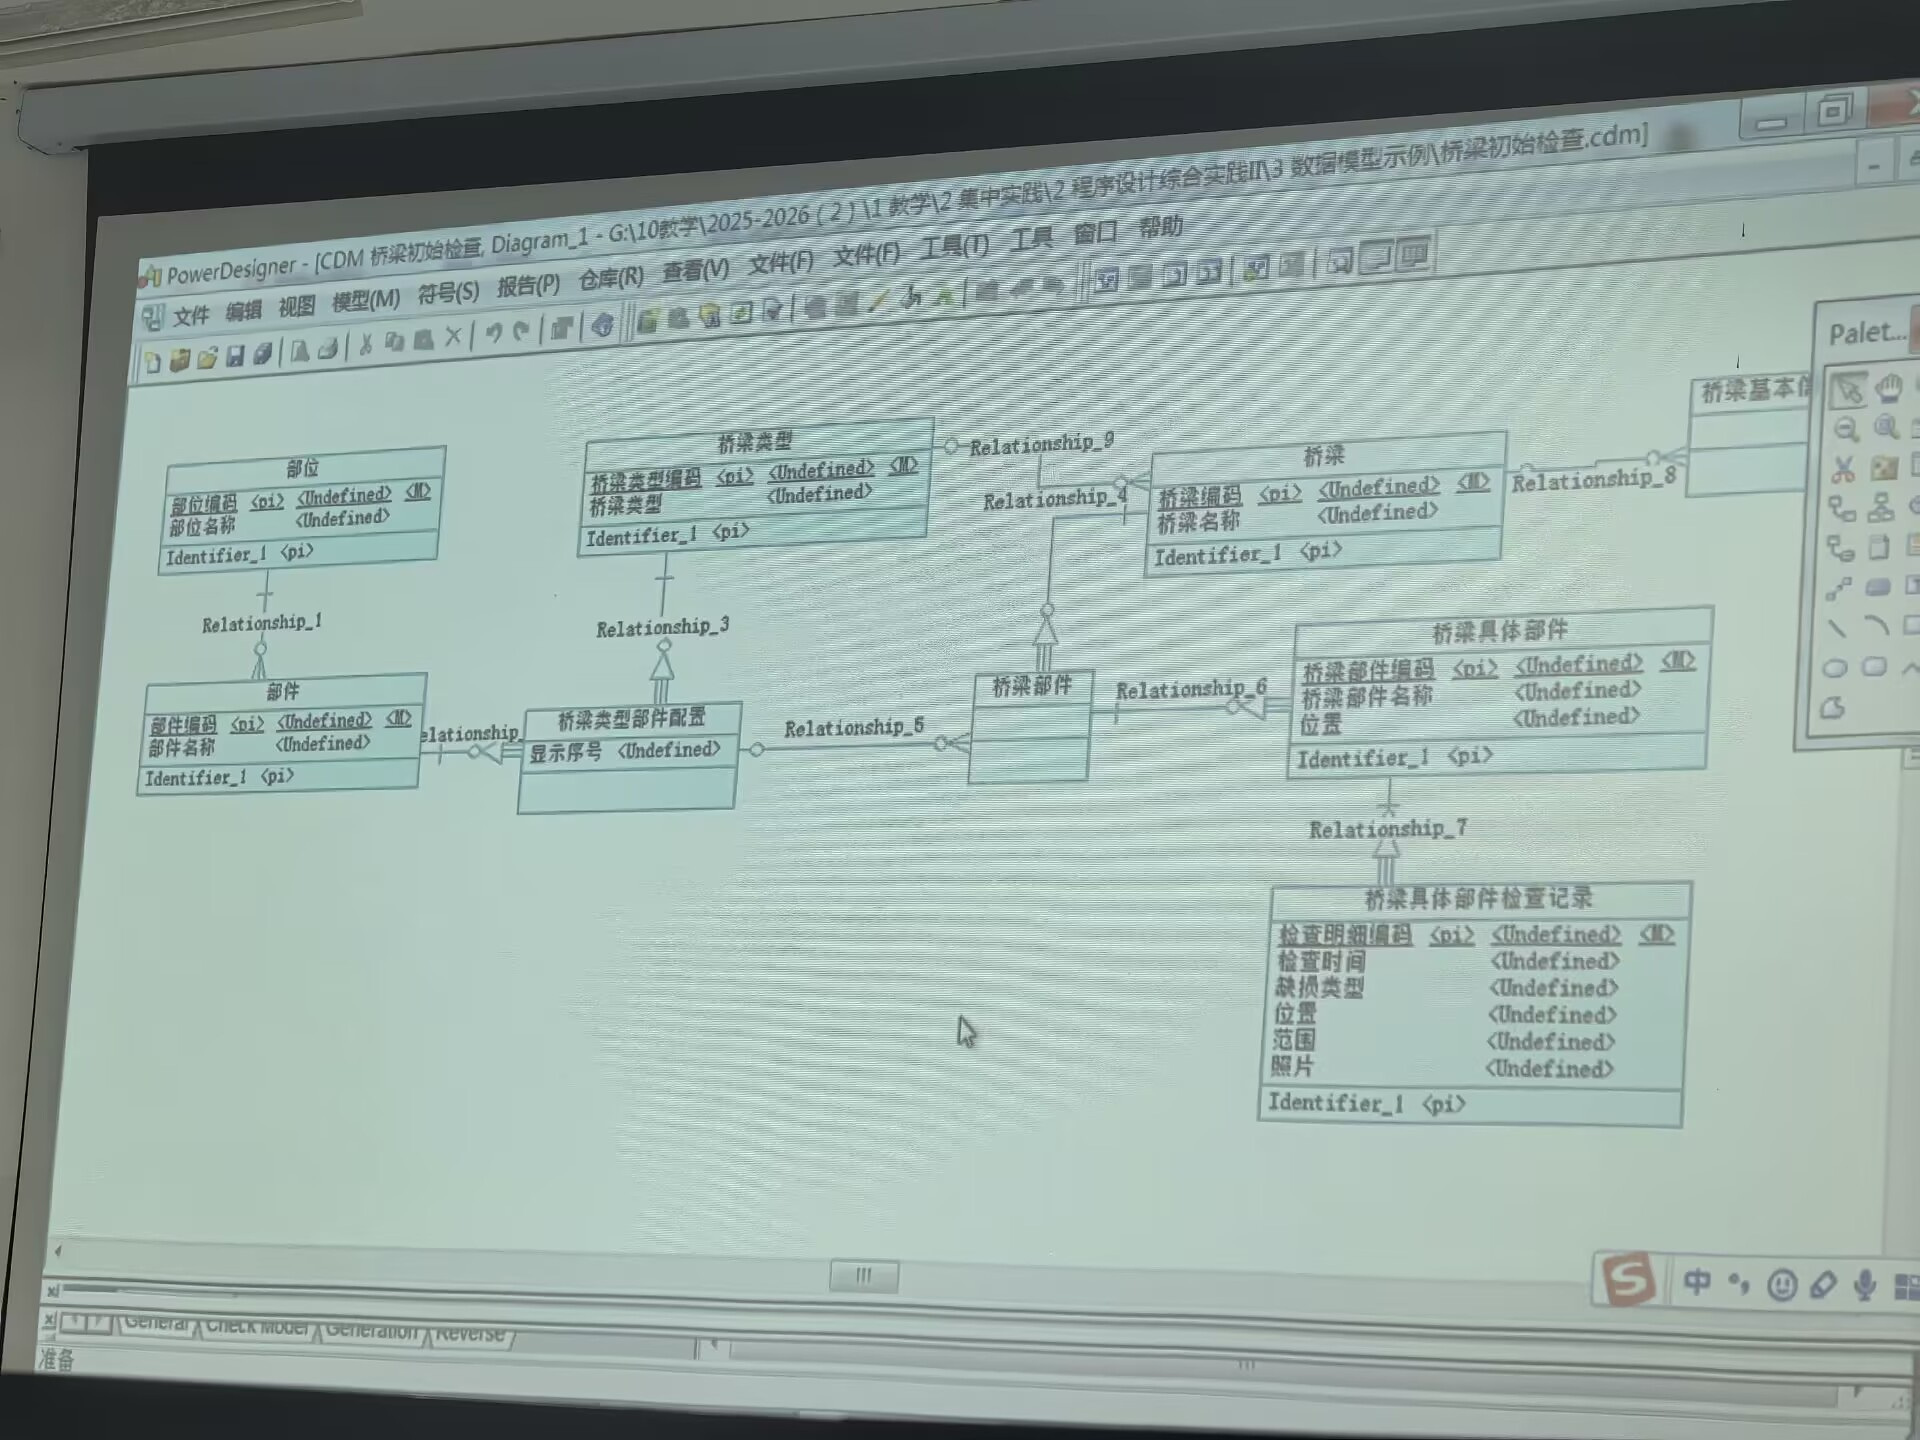 PowerDesigner - [CDM 桥梁初始检查, Diagram_1 - G:\10教学\2025-2026 ( 2 ) \1 教学\2 集中实践\2 程序设计综合实践II\3 数据模型示例\桥梁初始检查.cdm]
文件 编辑 视图 模型(M) 符号(S) 报告(P) 仓库(R) 查看(V) 文件(F) 文件(F) 工具(T) 工具 窗口 帮助
Palet...
部位
部位编码 <pi> <Undefined> <M>
部位名称 <Undefined>
Identifier_1 <pi>
Relationship_1
部件
部件编码 <pi> <Undefined> <M>
部件名称 <Undefined>
Identifier_1 <pi>
elationship_
桥梁类型
桥梁类型编码 <pi> <Undefined> <M>
桥梁类型 <Undefined>
Identifier_1 <pi>
Relationship_3
桥梁类型部件配置
显示序号 <Undefined>
Relationship_5
Relationship_9
Relationship_4
桥梁
桥梁编码 <pi> <Undefined> <M>
桥梁名称 <Undefined>
Identifier_1 <pi>
Relationship_8
桥梁基本信
桥梁部件
Relationship_6
桥梁具体部件
桥梁部件编码 <pi> <Undefined> <M>
桥梁部件名称 <Undefined>
位置 <Undefined>
Identifier_1 <pi>
Relationship_7
桥梁具体部件检查记录
检查明细编码 <pi> <Undefined> <M>
检查时间 <Undefined>
缺损类型 <Undefined>
位置 <Undefined>
范围 <Undefined>
照片 <Undefined>
Identifier_1 <pi>
中
General Check Model Generation Reverse
准备